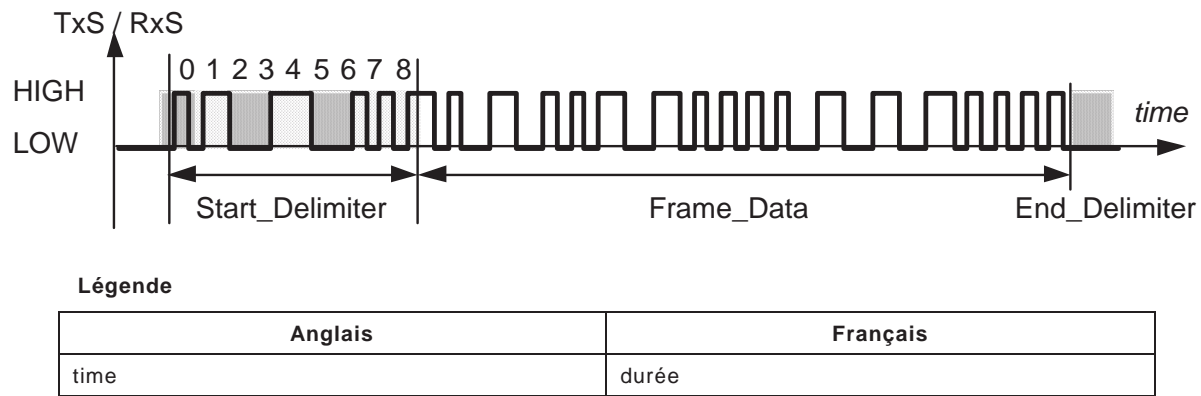 TxS / RxS
0 1 2 3 4 5 6 7 8
HIGH
time
LOW
Start_Delimiter
Frame_Data
End_Delimiter
Légende
Anglais
Français
time
durée